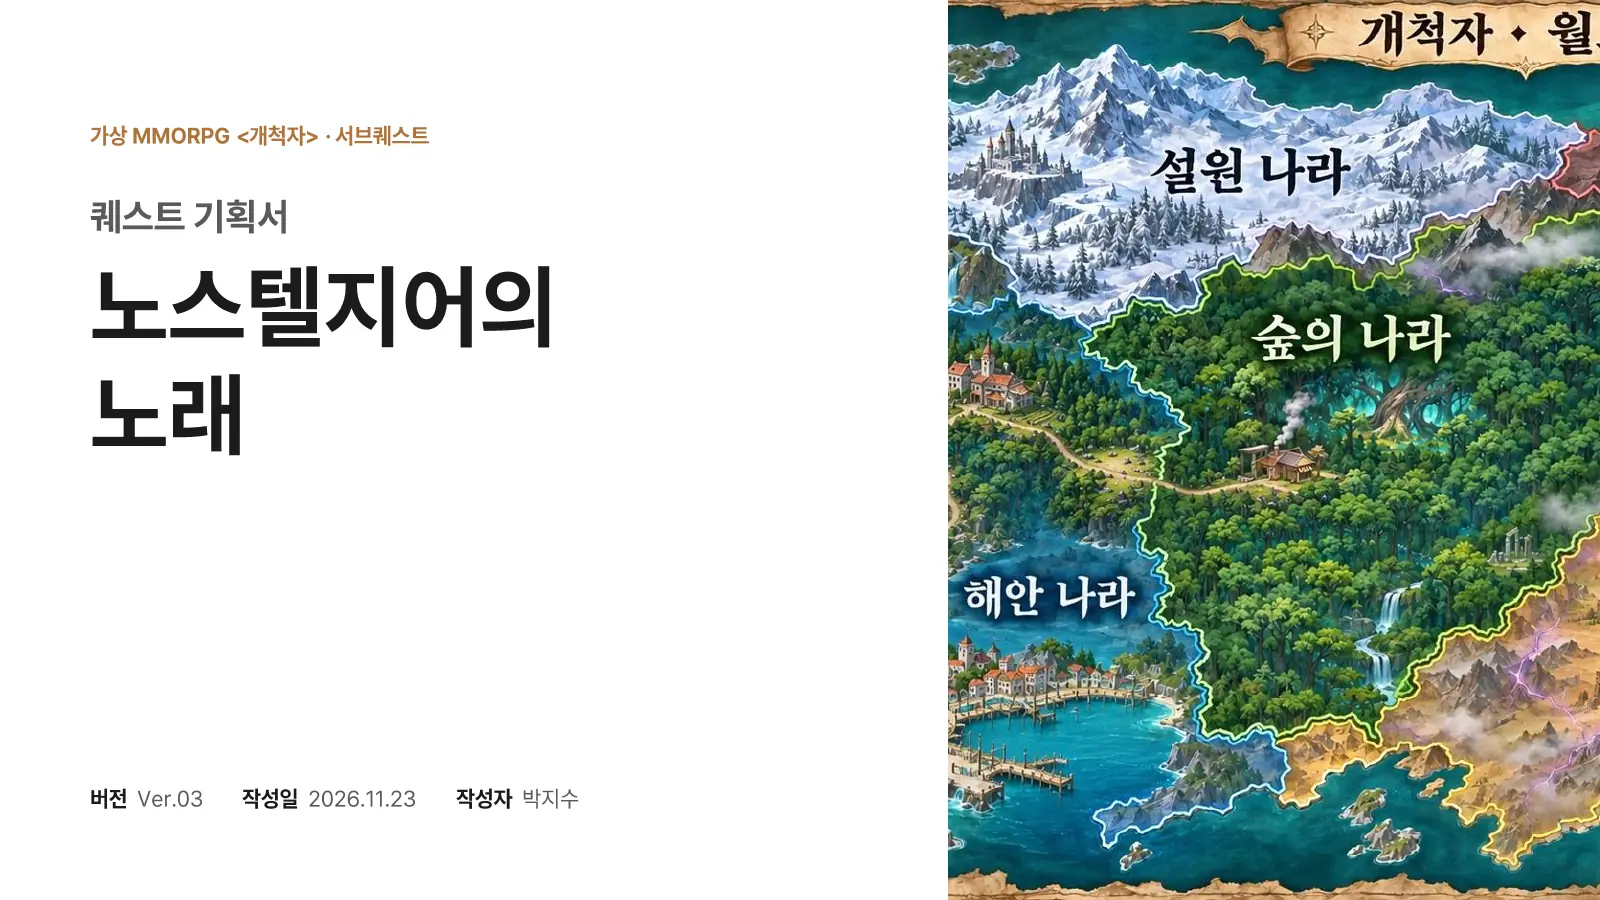 가상 MMORPG <개척자> · 서브퀘스트
퀘스트 기획서
노스텔지어의
노래
버전 Ver.03 작성일 2026.11.23 작성자 박지수
개척자 ✦ 월
설원 나라
숲의 나라
해안 나라